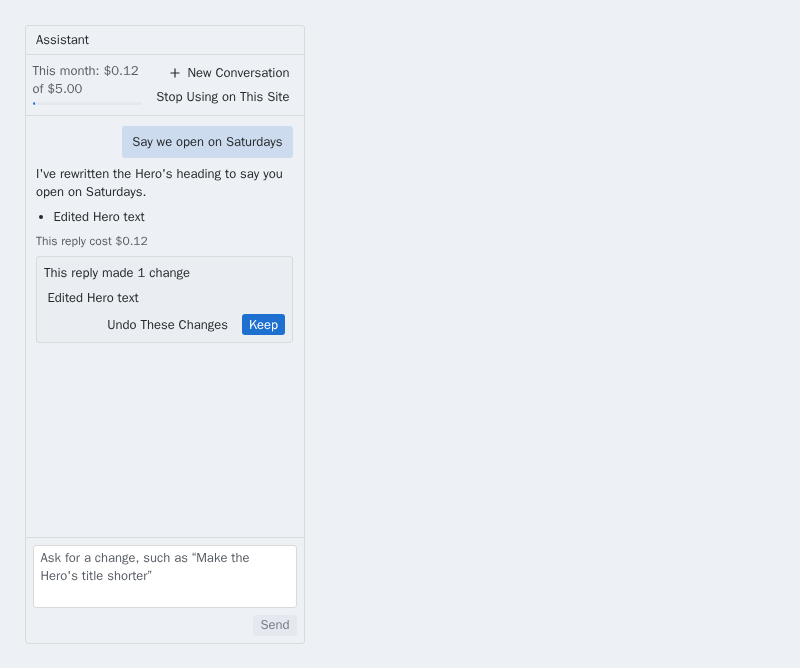 Assistant
This month: $0.12
of $5.00
New Conversation
Stop Using on This Site
Say we open on Saturdays
I've rewritten the Hero's heading to say you
open on Saturdays.
• Edited Hero text
This reply cost $0.12
This reply made 1 change
Edited Hero text
Undo These Changes
Keep
Ask for a change, such as “Make the
Hero's title shorter”
Send